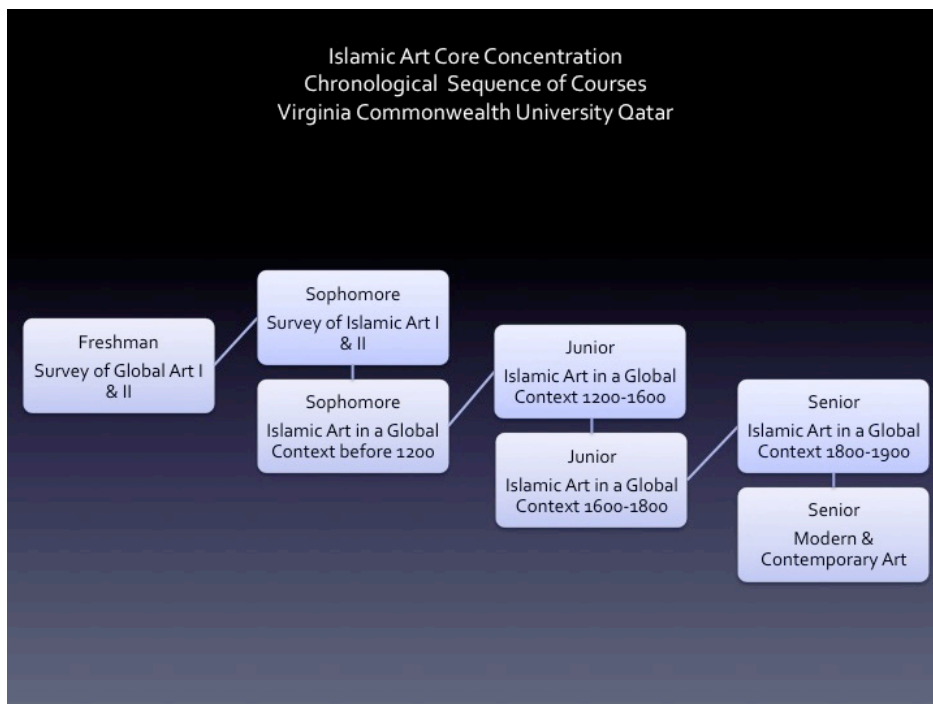 Islamic Art Core Concentration
Chronological Sequence of Courses
Virginia Commonwealth University Qatar
Freshman
Survey of Global Art I
& II
Sophomore
Survey of Islamic Art I
& II
Sophomore
Islamic Art in a Global
Context before 1200
Junior
Islamic Art in a Global
Context 1200-1600
Junior
Islamic Art in a Global
Context 1600-1800
Senior
Islamic Art in a Global
Context 1800-1900
Senior
Modern &
Contemporary Art